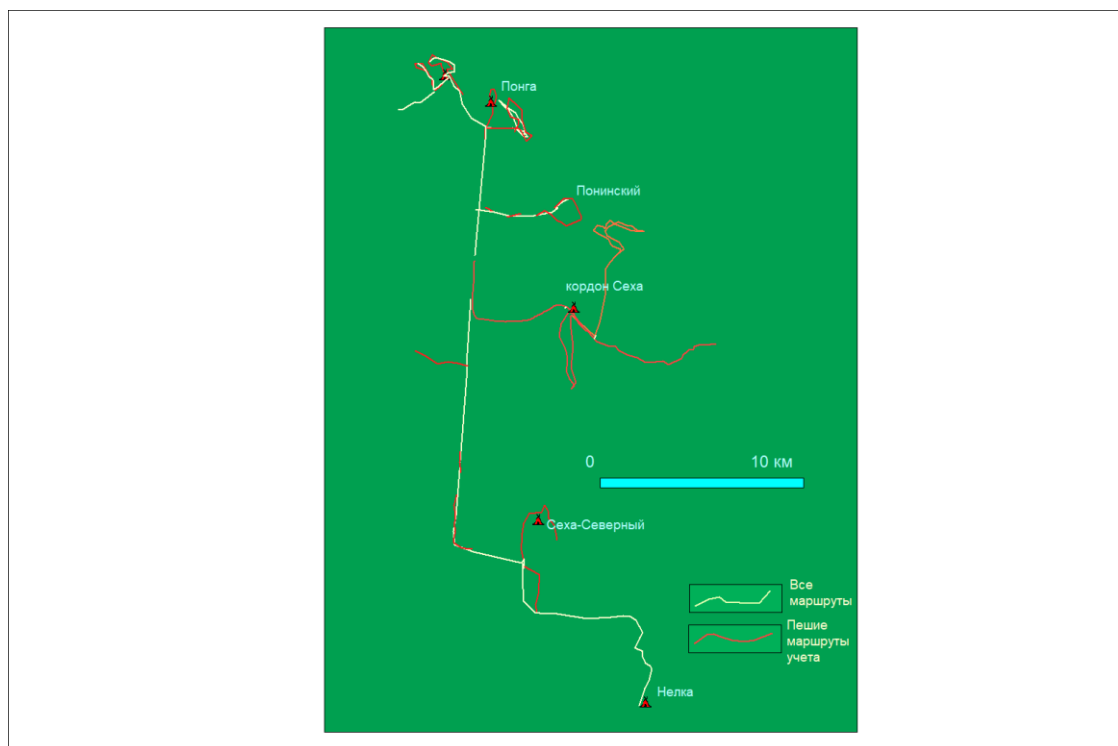 Понга
Понинский
кордон Сеха
0 10 км
Сеха-Северный
Все
маршруты
Пешие
маршруты
учета
Нелка